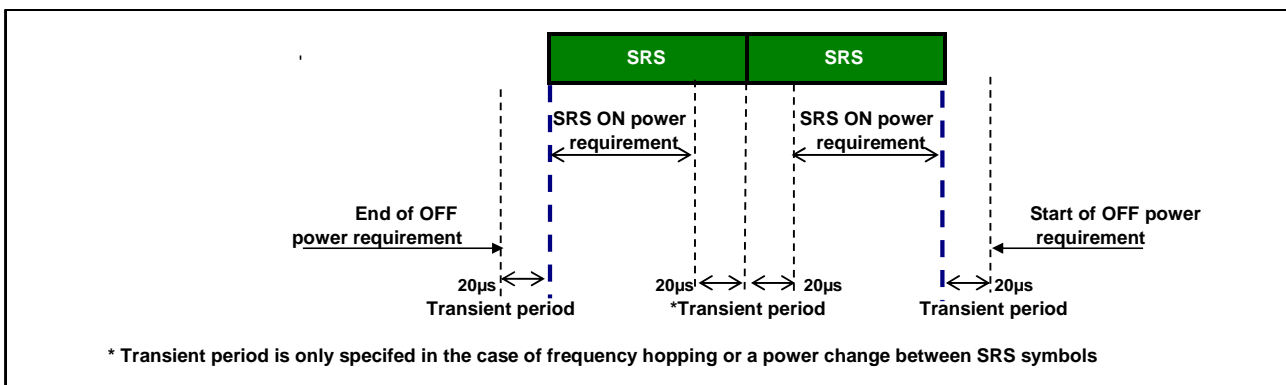 SRS SRS
SRS ON power
requirement
SRS ON power
requirement
End of OFF
power requirement
Start of OFF power
requirement
20µs 20µs 20µs 20µs
Transient period *Transient period Transient period
* Transient period is only specifed in the case of frequency hopping or a power change between SRS symbols